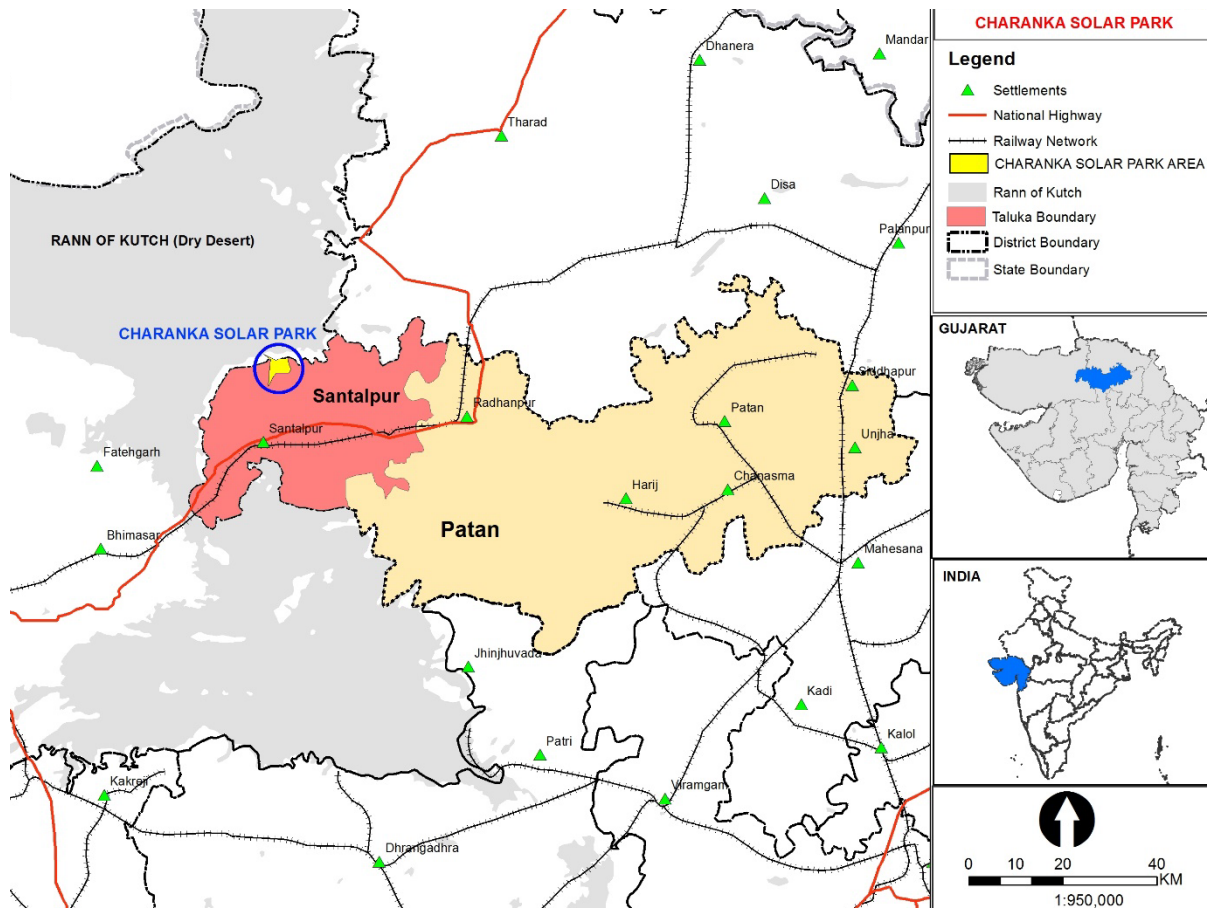 CHARANKA SOLAR PARK
Legend
Settlements
National Highway
Railway Network
CHARANKA SOLAR PARK AREA
Rann of Kutch
Taluka Boundary
District Boundary
State Boundary
Dhanera
Mandar
Tharad
Disa
Palanpur
RANN OF KUTCH (Dry Desert)
CHARANKA SOLAR PARK
Santalpur
Radhanpur
Siddhapur
Patan
Santalpur
Unjha
Fatehgarh
Harij
Chanasma
Patan
Bhimasar
Mahesana
Jhinjhuvada
Kadi
Patri
Kalol
Kakreji
Viramgam
Dhrangadhra
GUJARAT
INDIA
0 10 20 40
KM
1:950,000